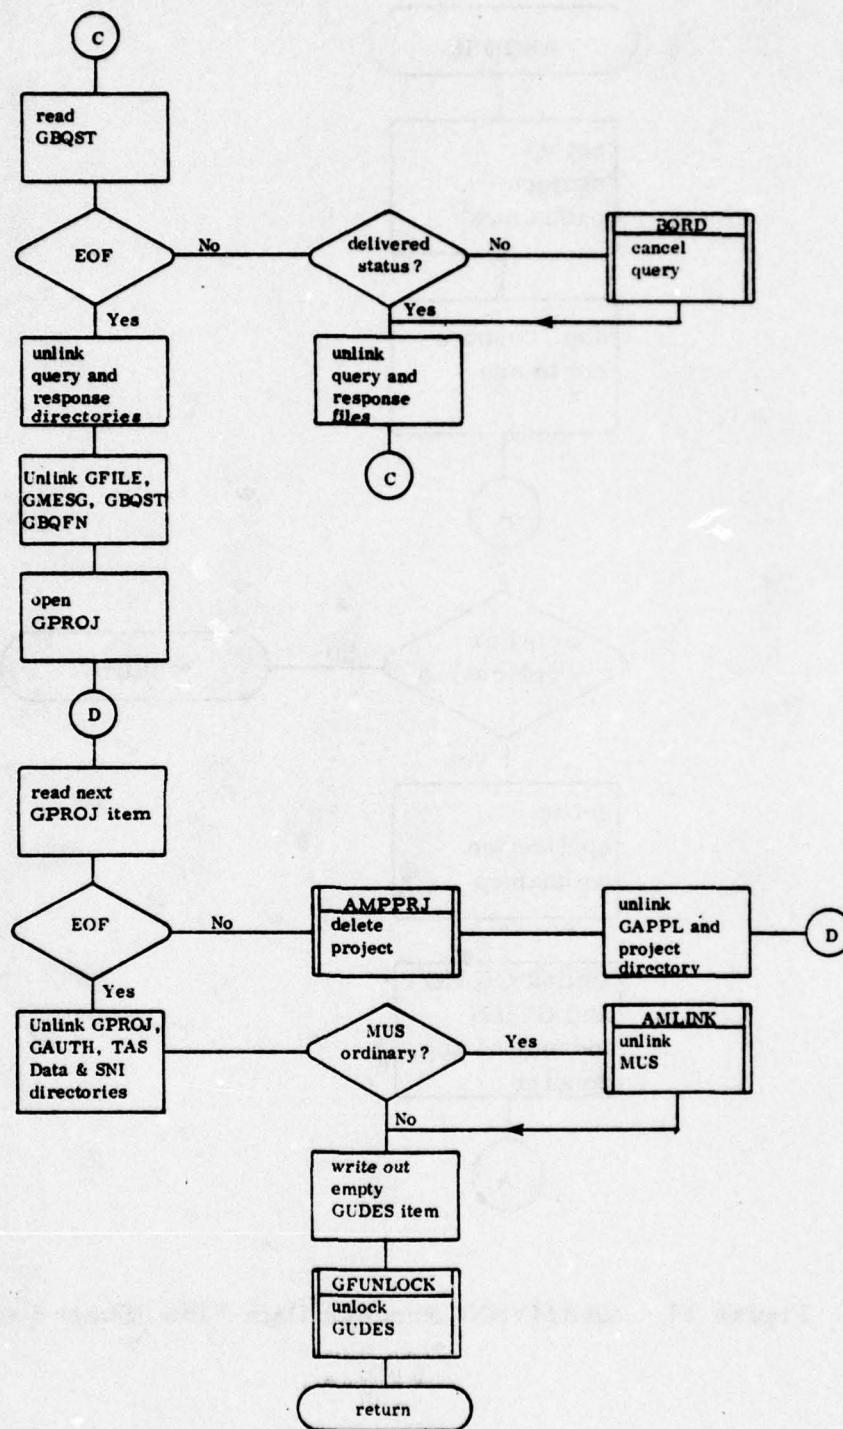 C
read
GBQST
EOF
No
delivered
status?
No
BQRD
cancel
query
Yes
Yes
unlink
query and
response
directories
unlink
query and
response
files
C
Unlink GFILE,
GMESG, GBQST
GBQFN
open
GPROJ
D
read next
GPROJ item
EOF
No
AMPPRJ
delete
project
unlink
GAPPL and
project
directory
D
Yes
Unlink GPROJ,
GAUTH, TAS
Data & SNI
directories
MUS
ordinary?
Yes
AMLINK
unlink
MUS
No
write out
empty
GUDES item
GFUNLOCK
unlock
GUDES
return